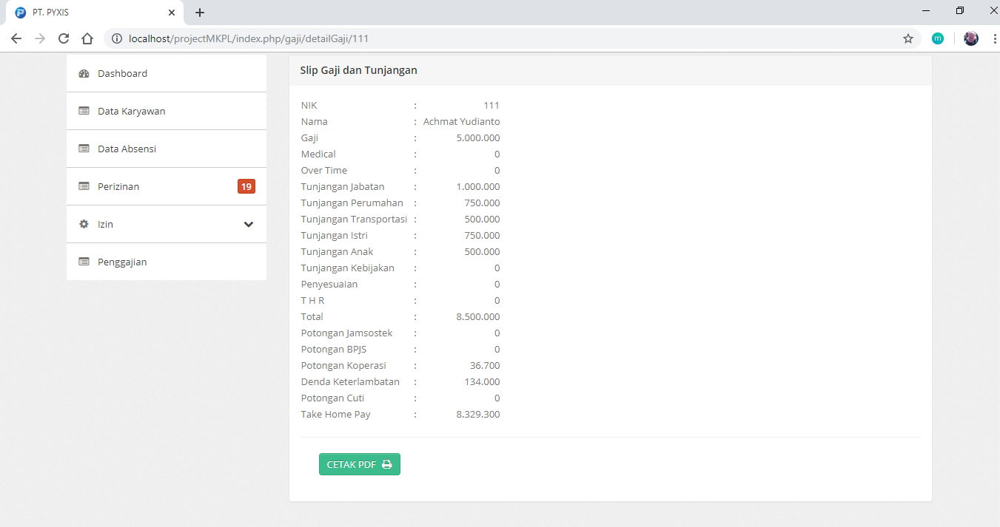 PT. PYXIS
localhost/projectMKPL/index.php/gaji/detailGaji/111
m
Dashboard
Data Karyawan
Data Absensi
Perizinan 19
Izin
Penggajian
Slip Gaji dan Tunjangan
NIK : 111
Nama : Achmat Yudianto
Gaji : 5.000.000
Medical : 0
Over Time : 0
Tunjangan Jabatan : 1.000.000
Tunjangan Perumahan : 750.000
Tunjangan Transportasi : 500.000
Tunjangan Istri : 750.000
Tunjangan Anak : 500.000
Tunjangan Kebijakan : 0
Penyesuaian : 0
T H R : 0
Total : 8.500.000
Potongan Jamsostek : 0
Potongan BPJS : 0
Potongan Koperasi : 36.700
Denda Keterlambatan : 134.000
Potongan Cuti : 0
Take Home Pay : 8.329.300
CETAK PDF